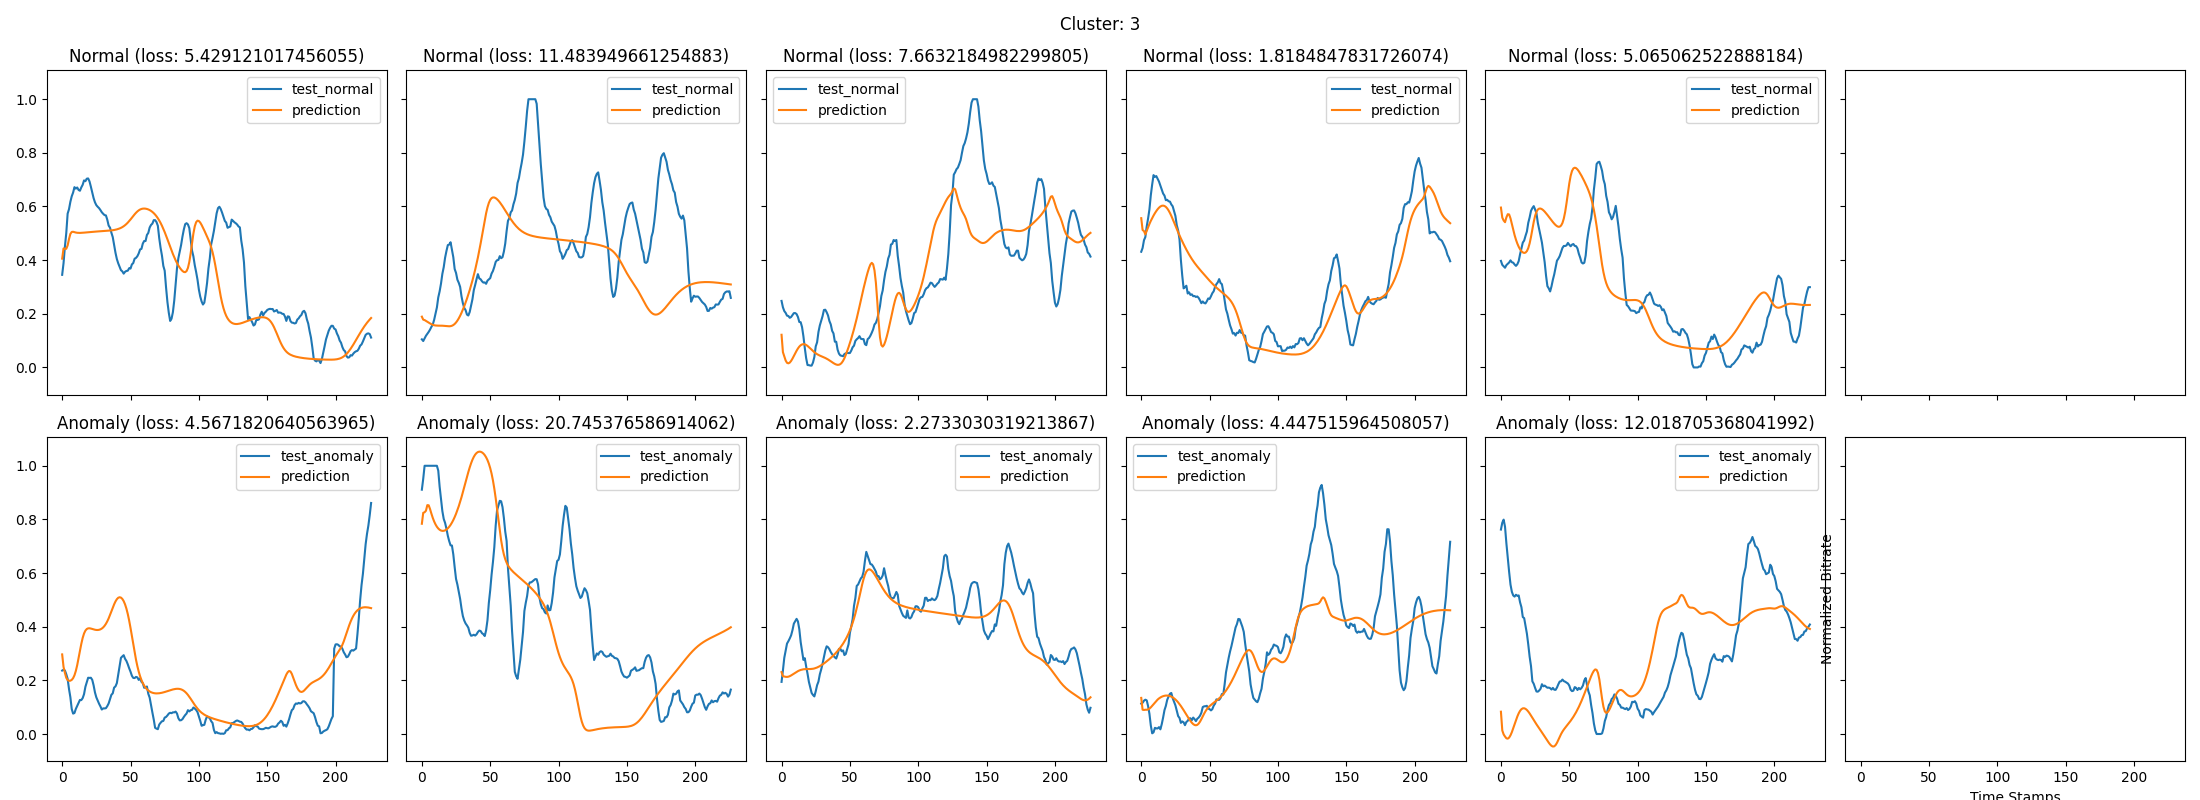 Cluster: 3
Normal (loss: 5.429121017456055)
Normal (loss: 11.483949661254883)
Normal (loss: 7.6632184982299805)
Normal (loss: 1.8184847831726074)
Normal (loss: 5.065062522888184)
test_normal
prediction
test_normal
prediction
test_normal
prediction
test_normal
prediction
test_normal
prediction
1.0
0.8
0.6
0.4
0.2
0.0
Anomaly (loss: 4.5671820640563965)
Anomaly (loss: 20.745376586914062)
Anomaly (loss: 2.2733030319213867)
Anomaly (loss: 4.447515964508057)
Anomaly (loss: 12.018705368041992)
test_anomaly
prediction
test_anomaly
prediction
test_anomaly
prediction
test_anomaly
prediction
test_anomaly
prediction
1.0
0.8
0.6
0.4
0.2
0.0
Normalized Bitrate
0 50 100 150 200
0 50 100 150 200
0 50 100 150 200
0 50 100 150 200
0 50 100 150 200
0 50 100 150 200
Time Stamps